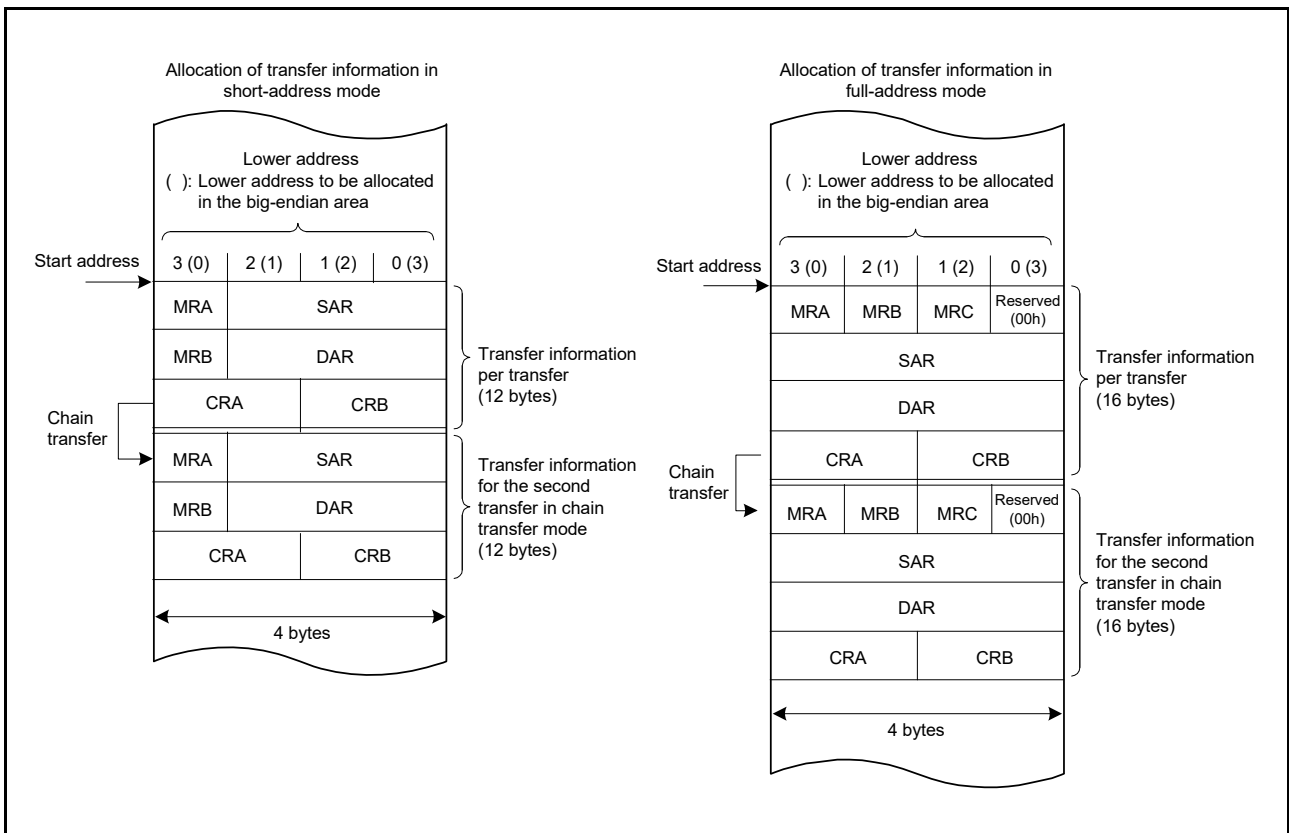 Allocation of transfer information in
short-address mode
Lower address
( ): Lower address to be allocated
in the big-endian area
Start address
3 (0) 2 (1) 1 (2) 0 (3)
MRA SAR
MRB DAR
CRA CRB
Transfer information
per transfer
(12 bytes)
Chain
transfer
MRA SAR
MRB DAR
CRA CRB
Transfer information
for the second
transfer in chain
transfer mode
(12 bytes)
4 bytes
Allocation of transfer information in
full-address mode
Lower address
( ): Lower address to be allocated
in the big-endian area
Start address
3 (0) 2 (1) 1 (2) 0 (3)
MRA MRB MRC Reserved
(00h)
SAR
DAR
CRA CRB
Transfer information
per transfer
(16 bytes)
Chain
transfer
MRA MRB MRC Reserved
(00h)
SAR
DAR
CRA CRB
Transfer information
for the second
transfer in chain
transfer mode
(16 bytes)
4 bytes